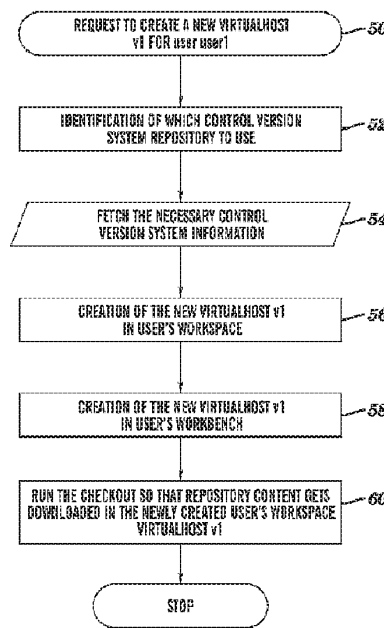 REQUEST TO CREATE A NEW VIRTUALHOST
v1 FOR user user1
50
IDENTIFICATION OF WHICH CONTROL VERSION
SYSTEM REPOSITORY TO USE
52
FETCH THE NECESSARY CONTROL
VERSION SYSTEM INFORMATION
54
CREATION OF THE NEW VIRTUALHOST v1
IN USER'S WORKSPACE
56
CREATION OF THE NEW VIRTUALHOST v1
IN USER'S WORKBENCH
58
RUN THE CHECKOUT SO THAT REPOSITORY CONTENT GETS
DOWNLOADED IN THE NEWLY CREATED USER'S WORKSPACE
VIRTUALHOST v1
60
STOP